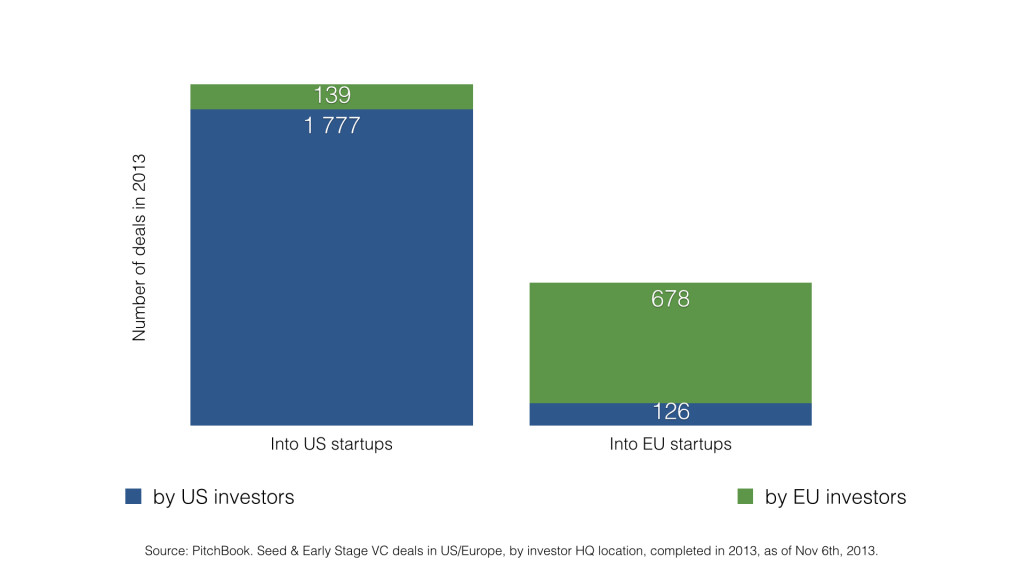 139
1 777
Number of deals in 2013
678
126
Into US startups
Into EU startups
by US investors
by EU investors
Source: PitchBook. Seed & Early Stage VC deals in US/Europe, by investor HQ location, completed in 2013, as of Nov 6th, 2013.